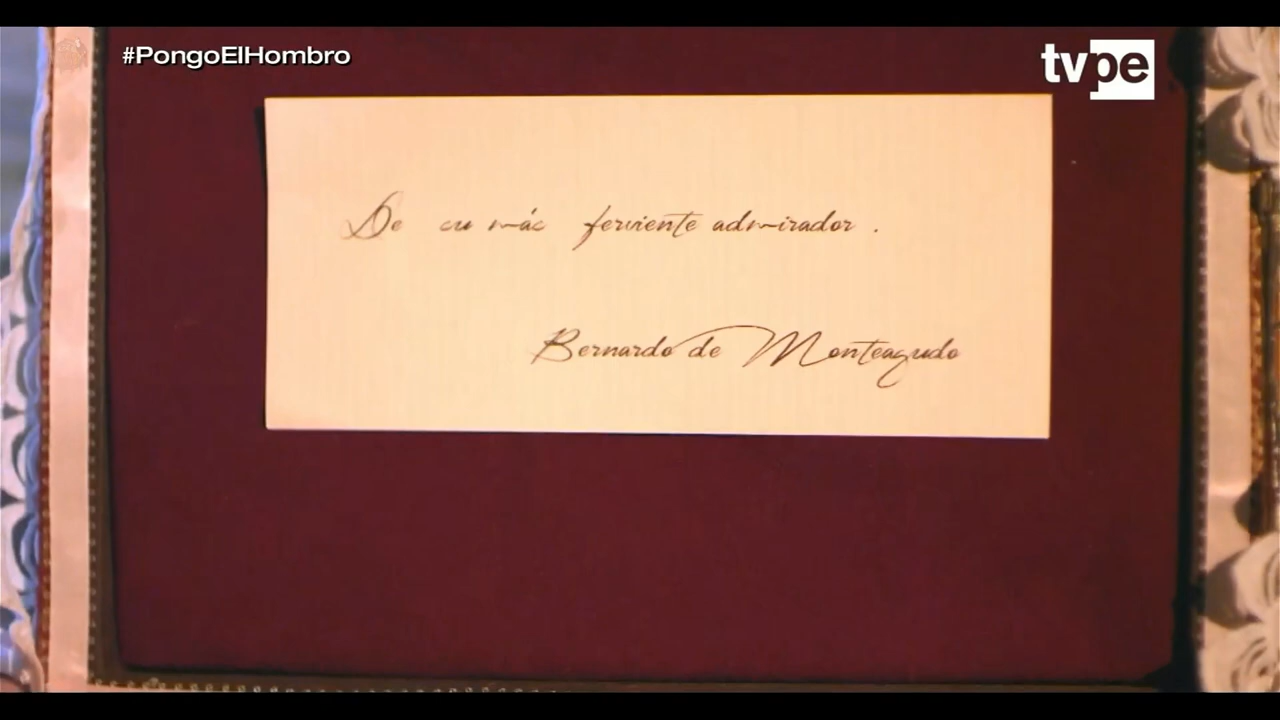 #PongoElHombro
tvpe
De su más ferviente admirador.
Bernardo de Monteagudo